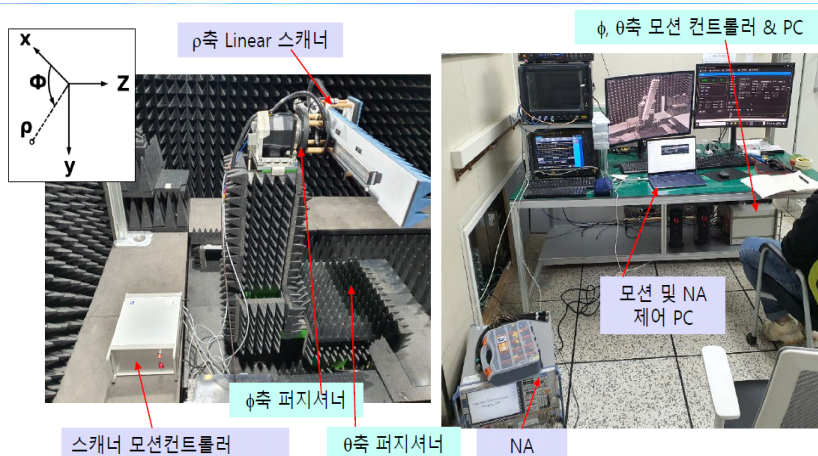 ρ축 Linear 스캐너
ϕ, θ축 모션 컨트롤러 & PC
x
Φ
z
ρ
y
모션 및 NA
제어 PC
ϕ축 퍼지셔너
스캐너 모션컨트롤러
θ축 퍼지셔너
NA